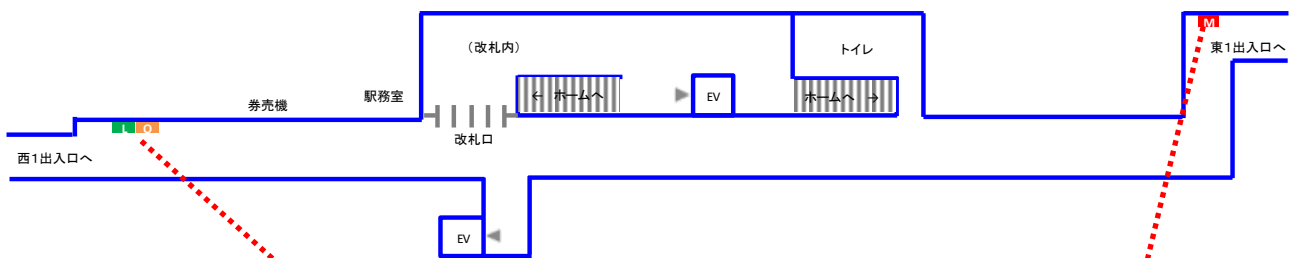 M
(改札内)
トイレ
東1出入口へ
券売機
駅務室
← ホームへ
EV
ホームへ →
L O
改札口
西1出入口へ
EV